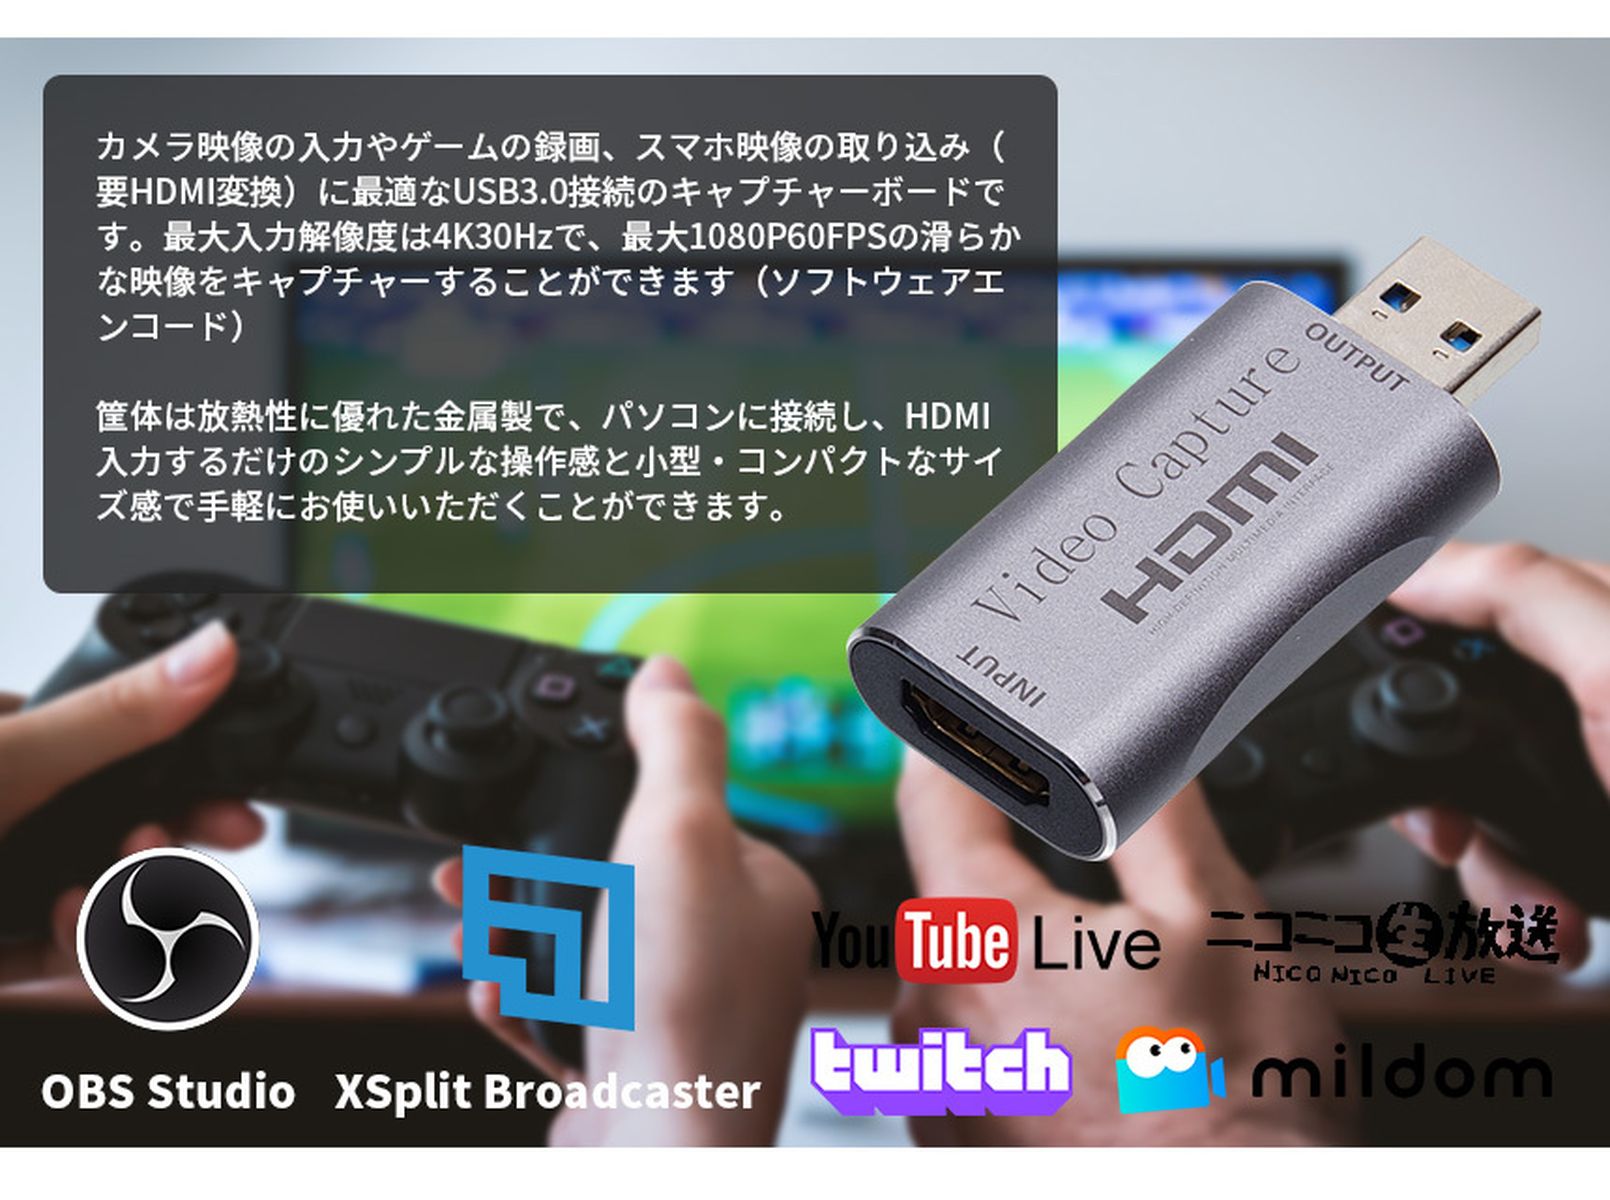 カメラ映像の入力やゲームの録画、スマホ映像の取り込み（
要HDMI変換）に最適なUSB3.0接続のキャプチャーボードで
す。最大入力解像度は4K30Hzで、最大1080P60FPSの滑らか
な映像をキャプチャーすることができます（ソフトウェアエ
ンコード）
筐体は放熱性に優れた金属製で、パソコンに接続し、HDMI
入力するだけのシンプルな操作感と小型・コンパクトなサイ
ズ感で手軽にお使いいただくことができます。
OUTPUT
Video Capture
HDMI
HIGH DEFINITION MULTIMEDIA INTERFACE
INPUT
OBS Studio
XSplit Broadcaster
YouTube Live
ニコニコ生放送
NICO NICO LIVE
twitch
mildom